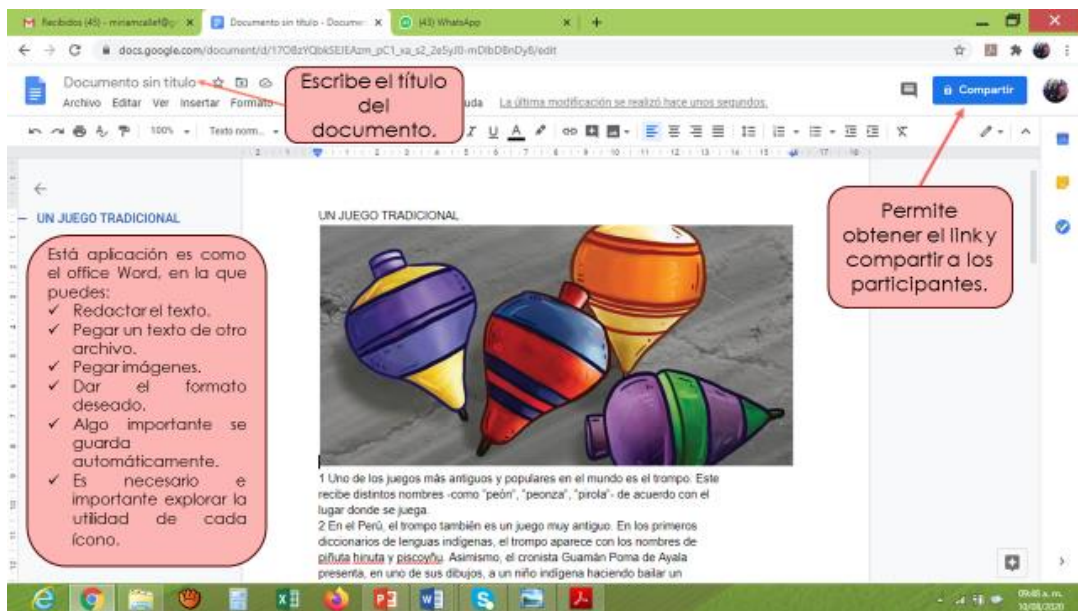 Recibidos (45) - miriamcallef@g
Documento sin título - Docume
(43) WhatsApp
docs.google.com/document/d/
Documento sin título
Compartir
Archivo Editar Ver Insertar Formato
uda La última modificación se realizó hace unos segundos.
100% Texto norm...
Escribe el título
del
documento.
Permite
obtener el link y
compartir a los
participantes.
UN JUEGO TRADICIONAL
Está aplicación es como
el office Word, en la que
puedes:
✓ Redactar el texto.
✓ Pegar un texto de otro
archivo.
✓ Pegar imágenes.
✓ Dar el formato
deseado.
✓ Algo importante se
guarda
automáticamente.
✓ Es necesario e
importante explorar la
utilidad de cada
ícono.
UN JUEGO TRADICIONAL
1 Uno de los juegos más antiguos y populares en el mundo es el trompo. Este
recibe distintos nombres -como "peón", "peonza", "pirola"- de acuerdo con el
lugar donde se juega.
2 En el Perú, el trompo también es un juego muy antiguo. En los primeros
diccionarios de lenguas indígenas, el trompo aparece con los nombres de
piñuta hinuta y piscoyñu. Asimismo, el cronista Guamán Poma de Ayala
presenta, en uno de sus dibujos, a un niño indígena haciendo bailar un
a. m.
10/08/2020